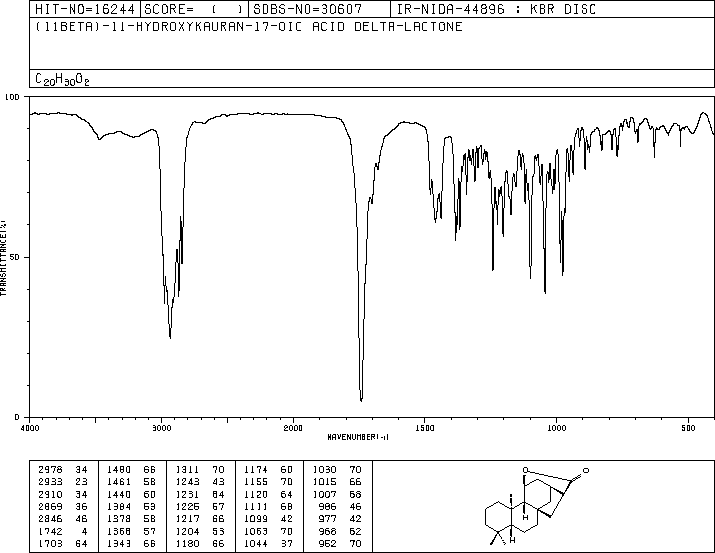 HIT-NO=16244 SCORE= ( ) SDBS-NO=30607 IR-NIDA-44896 : KBR DISC
(11BETA)-11-HYDROXYKAURAN-17-OIC ACID DELTA-LACTONE
C20H30O2
100
50
0
TRANSMITTANCE(%)
4000 3000 2000 1500 1000 500
WAVENUMBER(-1)
2978 34 1480 66 1311 70 1174 60 1030 70
2933 23 1461 58 1243 43 1155 70 1015 66
2910 34 1440 60 1231 64 1120 64 1007 68
2869 36 1384 53 1225 57 1111 68 986 46
2846 46 1378 58 1217 66 1099 42 977 42
1742 4 1368 57 1204 53 1063 70 968 62
1703 64 1343 68 1180 66 1044 37 962 70
O O
H
H